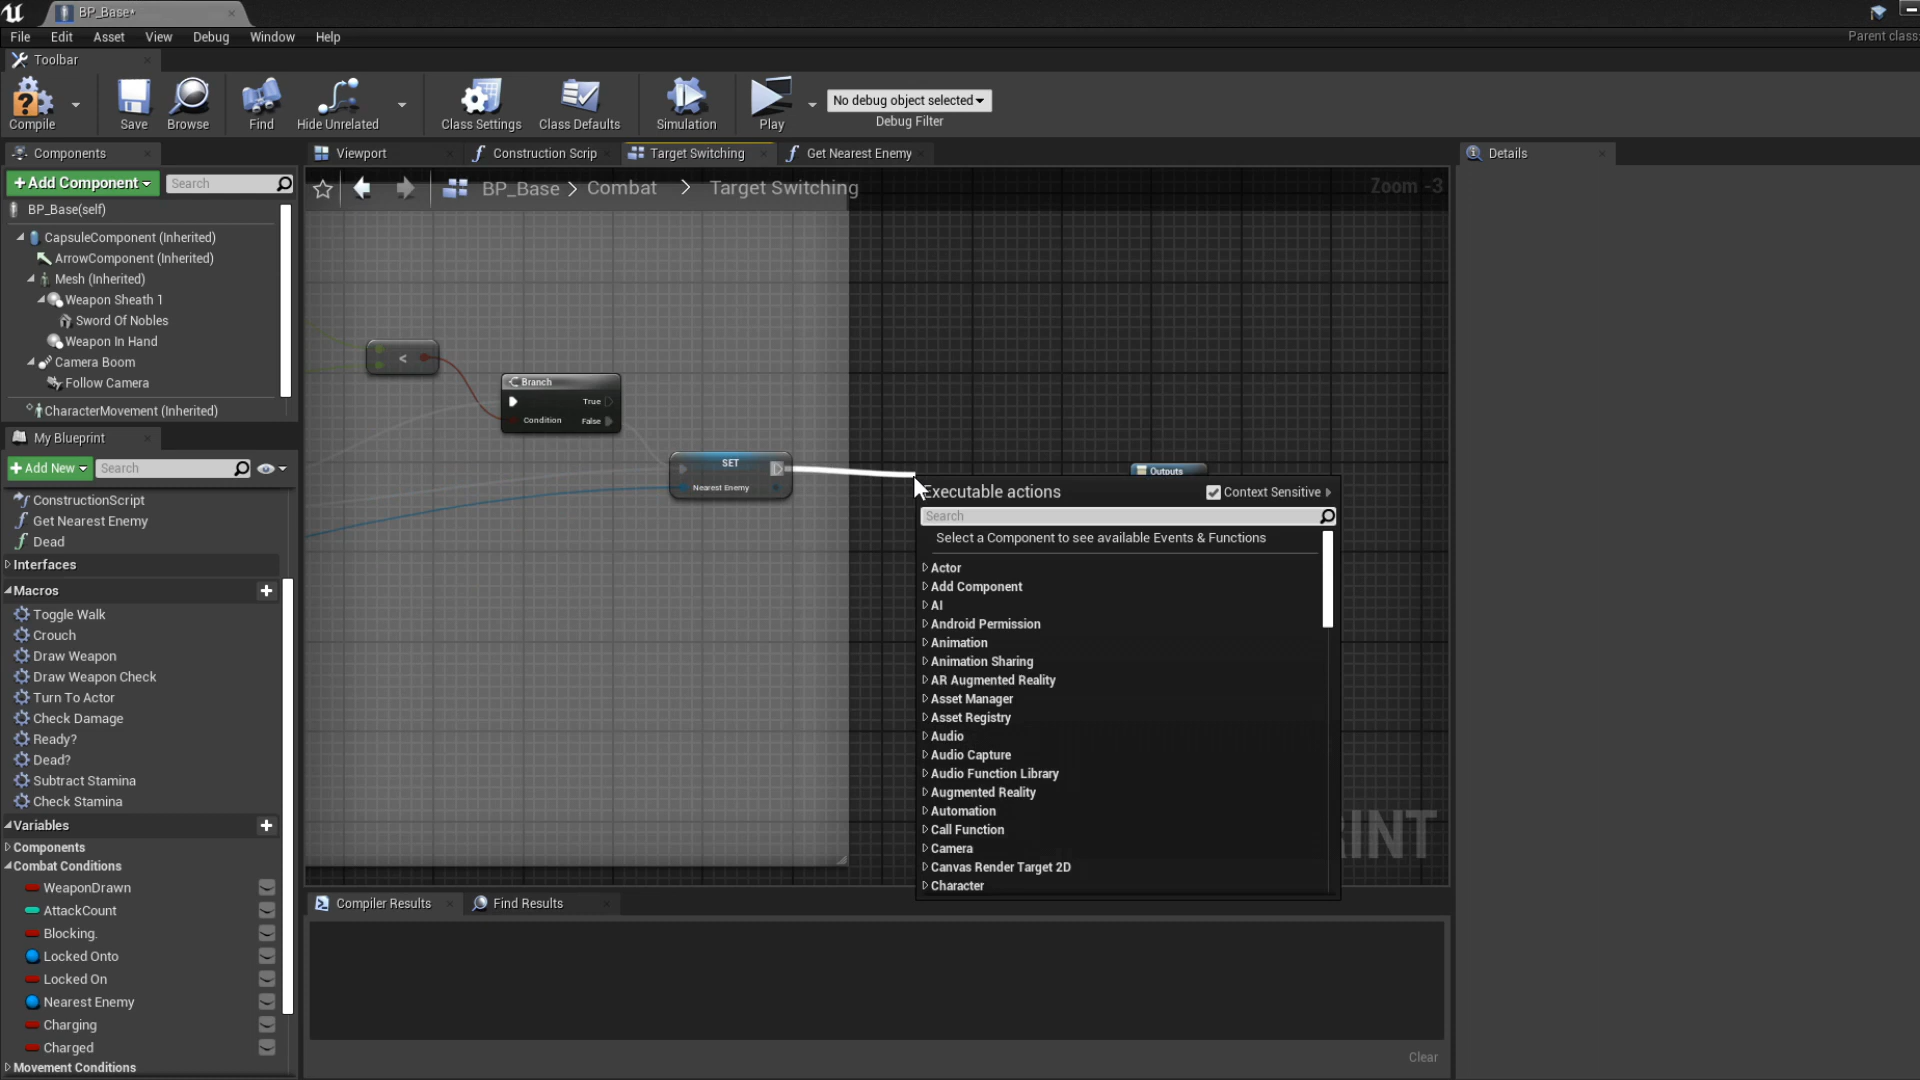 BP_Base*
File Edit Asset View Debug Window Help
Parent class:
Toolbar
Compile
Save
Browse
Find
Hide Unrelated
Class Settings
Class Defaults
Simulation
Play
No debug object selected
Debug Filter
Components
+Add Component
Search
BP_Base(self)
CapsuleComponent (Inherited)
ArrowComponent (Inherited)
Mesh (Inherited)
Weapon Sheath 1
Sword Of Nobles
Weapon In Hand
Camera Boom
Follow Camera
CharacterMovement (Inherited)
My Blueprint
+Add New
Search
ConstructionScript
Get Nearest Enemy
Dead
Interfaces
Macros
Toggle Walk
Crouch
Draw Weapon
Draw Weapon Check
Turn To Actor
Check Damage
Ready?
Dead?
Subtract Stamina
Check Stamina
Variables
Components
Combat Conditions
WeaponDrawn
AttackCount
Blocking.
Locked Onto
Locked On
Nearest Enemy
Charging
Charged
Movement Conditions
Viewport
Construction Scrip
Target Switching
Get Nearest Enemy
BP_Base > Combat > Target Switching
Zoom -3
<
Branch
True
Condition False
SET
Nearest Enemy
Outputs
Executable actions
Context Sensitive
Search
Select a Component to see available Events & Functions
Actor
Add Component
AI
Android Permission
Animation
Animation Sharing
AR Augmented Reality
Asset Manager
Asset Registry
Audio
Audio Capture
Audio Function Library
Augmented Reality
Automation
Call Function
Camera
Canvas Render Target 2D
Character
RINT
Compiler Results
Find Results
Clear
Details